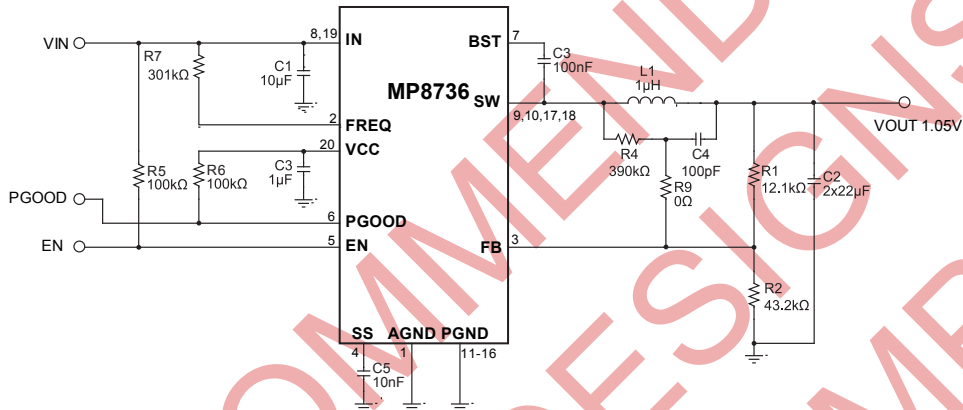 VIN
8,19
IN
R7
301kΩ
C1
10µF
2
FREQ
20
VCC
R5
100kΩ
R6
100kΩ
C3
1µF
PGOOD
6
PGOOD
EN
5
EN
MP8736
BST
7
C3
100nF
SW
9,10,17,18
L1
1µH
VOUT 1.05V
R4
390kΩ
C4
100pF
R9
0Ω
R1
12.1kΩ
C2
2x22µF
FB
3
R2
43.2kΩ
SS
AGND
PGND
4
1
11-16
C5
10nF
OMMEND
DESIGNS